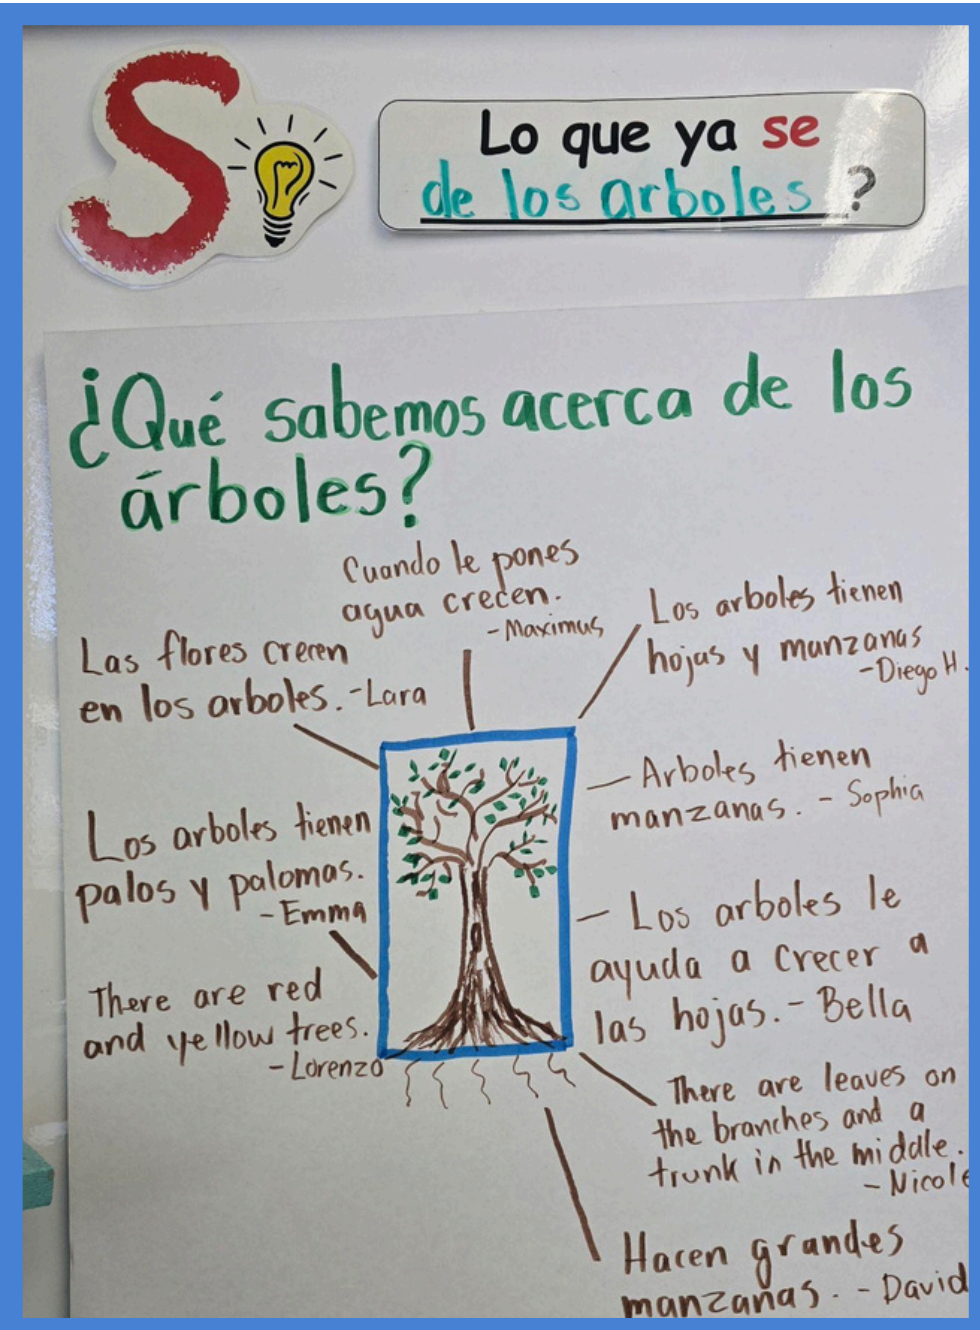 S
Lo que ya se
de los arboles ?
¿Qué sabemos acerca de los
árboles?
Cuando le pones
agua crecen.
-Maximus
Las flores crecen
en los arboles. -Lara
Los arboles tienen
palos y palomas.
-Emma
There are red
and yellow trees.
-Lorenzo
Los arboles tienen
hojas y manzanas
-Diego H.
Arboles tienen
manzanas. - Sophia
Los arboles le
ayuda a crecer a
las hojas. - Bella
There are leaves on
the branches and a
trunk in the middle.
- Nicole
Hacen grandes
manzanas. - David